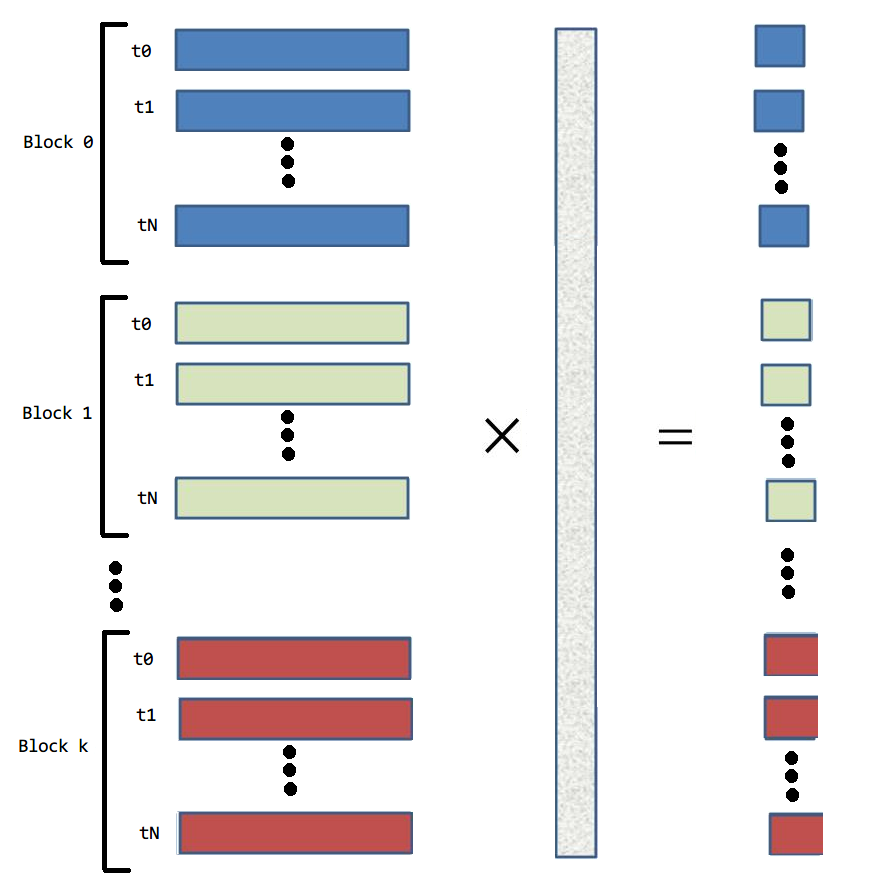 t0
t1
Block 0
tN
t0
t1
Block 1
tN
×
=
t0
t1
Block k
tN